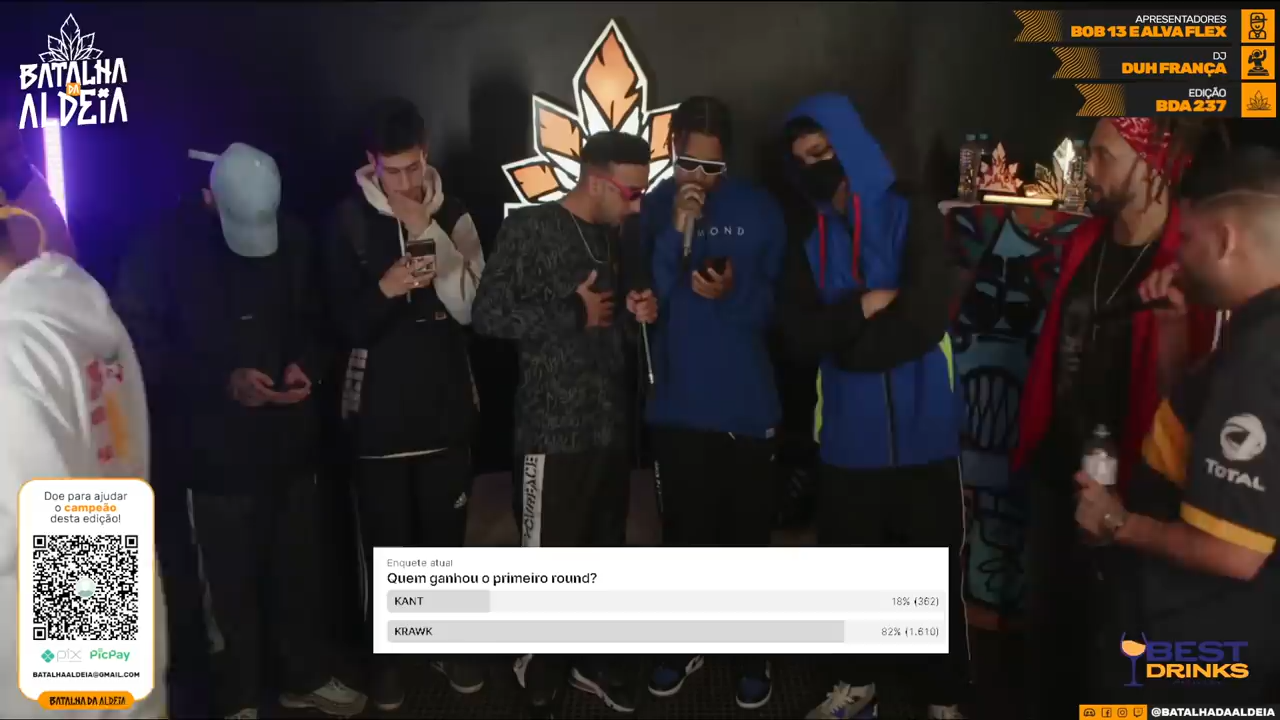 BATALHA
DA
ALDEIA
APRESENTADORES
BOB 13 E ALVA FLEX
DJ
DUH FRANÇA
EDIÇÃO
BDA 237
MOND
TOTAL
Doe para ajudar
o campeão
desta edição!
pix PicPay
BATALHAALDEIA@GMAIL.COM
BATALHA DA ALDEIA
Enquete atual
Quem ganhou o primeiro round?
KANT 18% (362)
KRAWK 82% (1.610)
BEST
DRINKS
@BATALHADAALDEIA